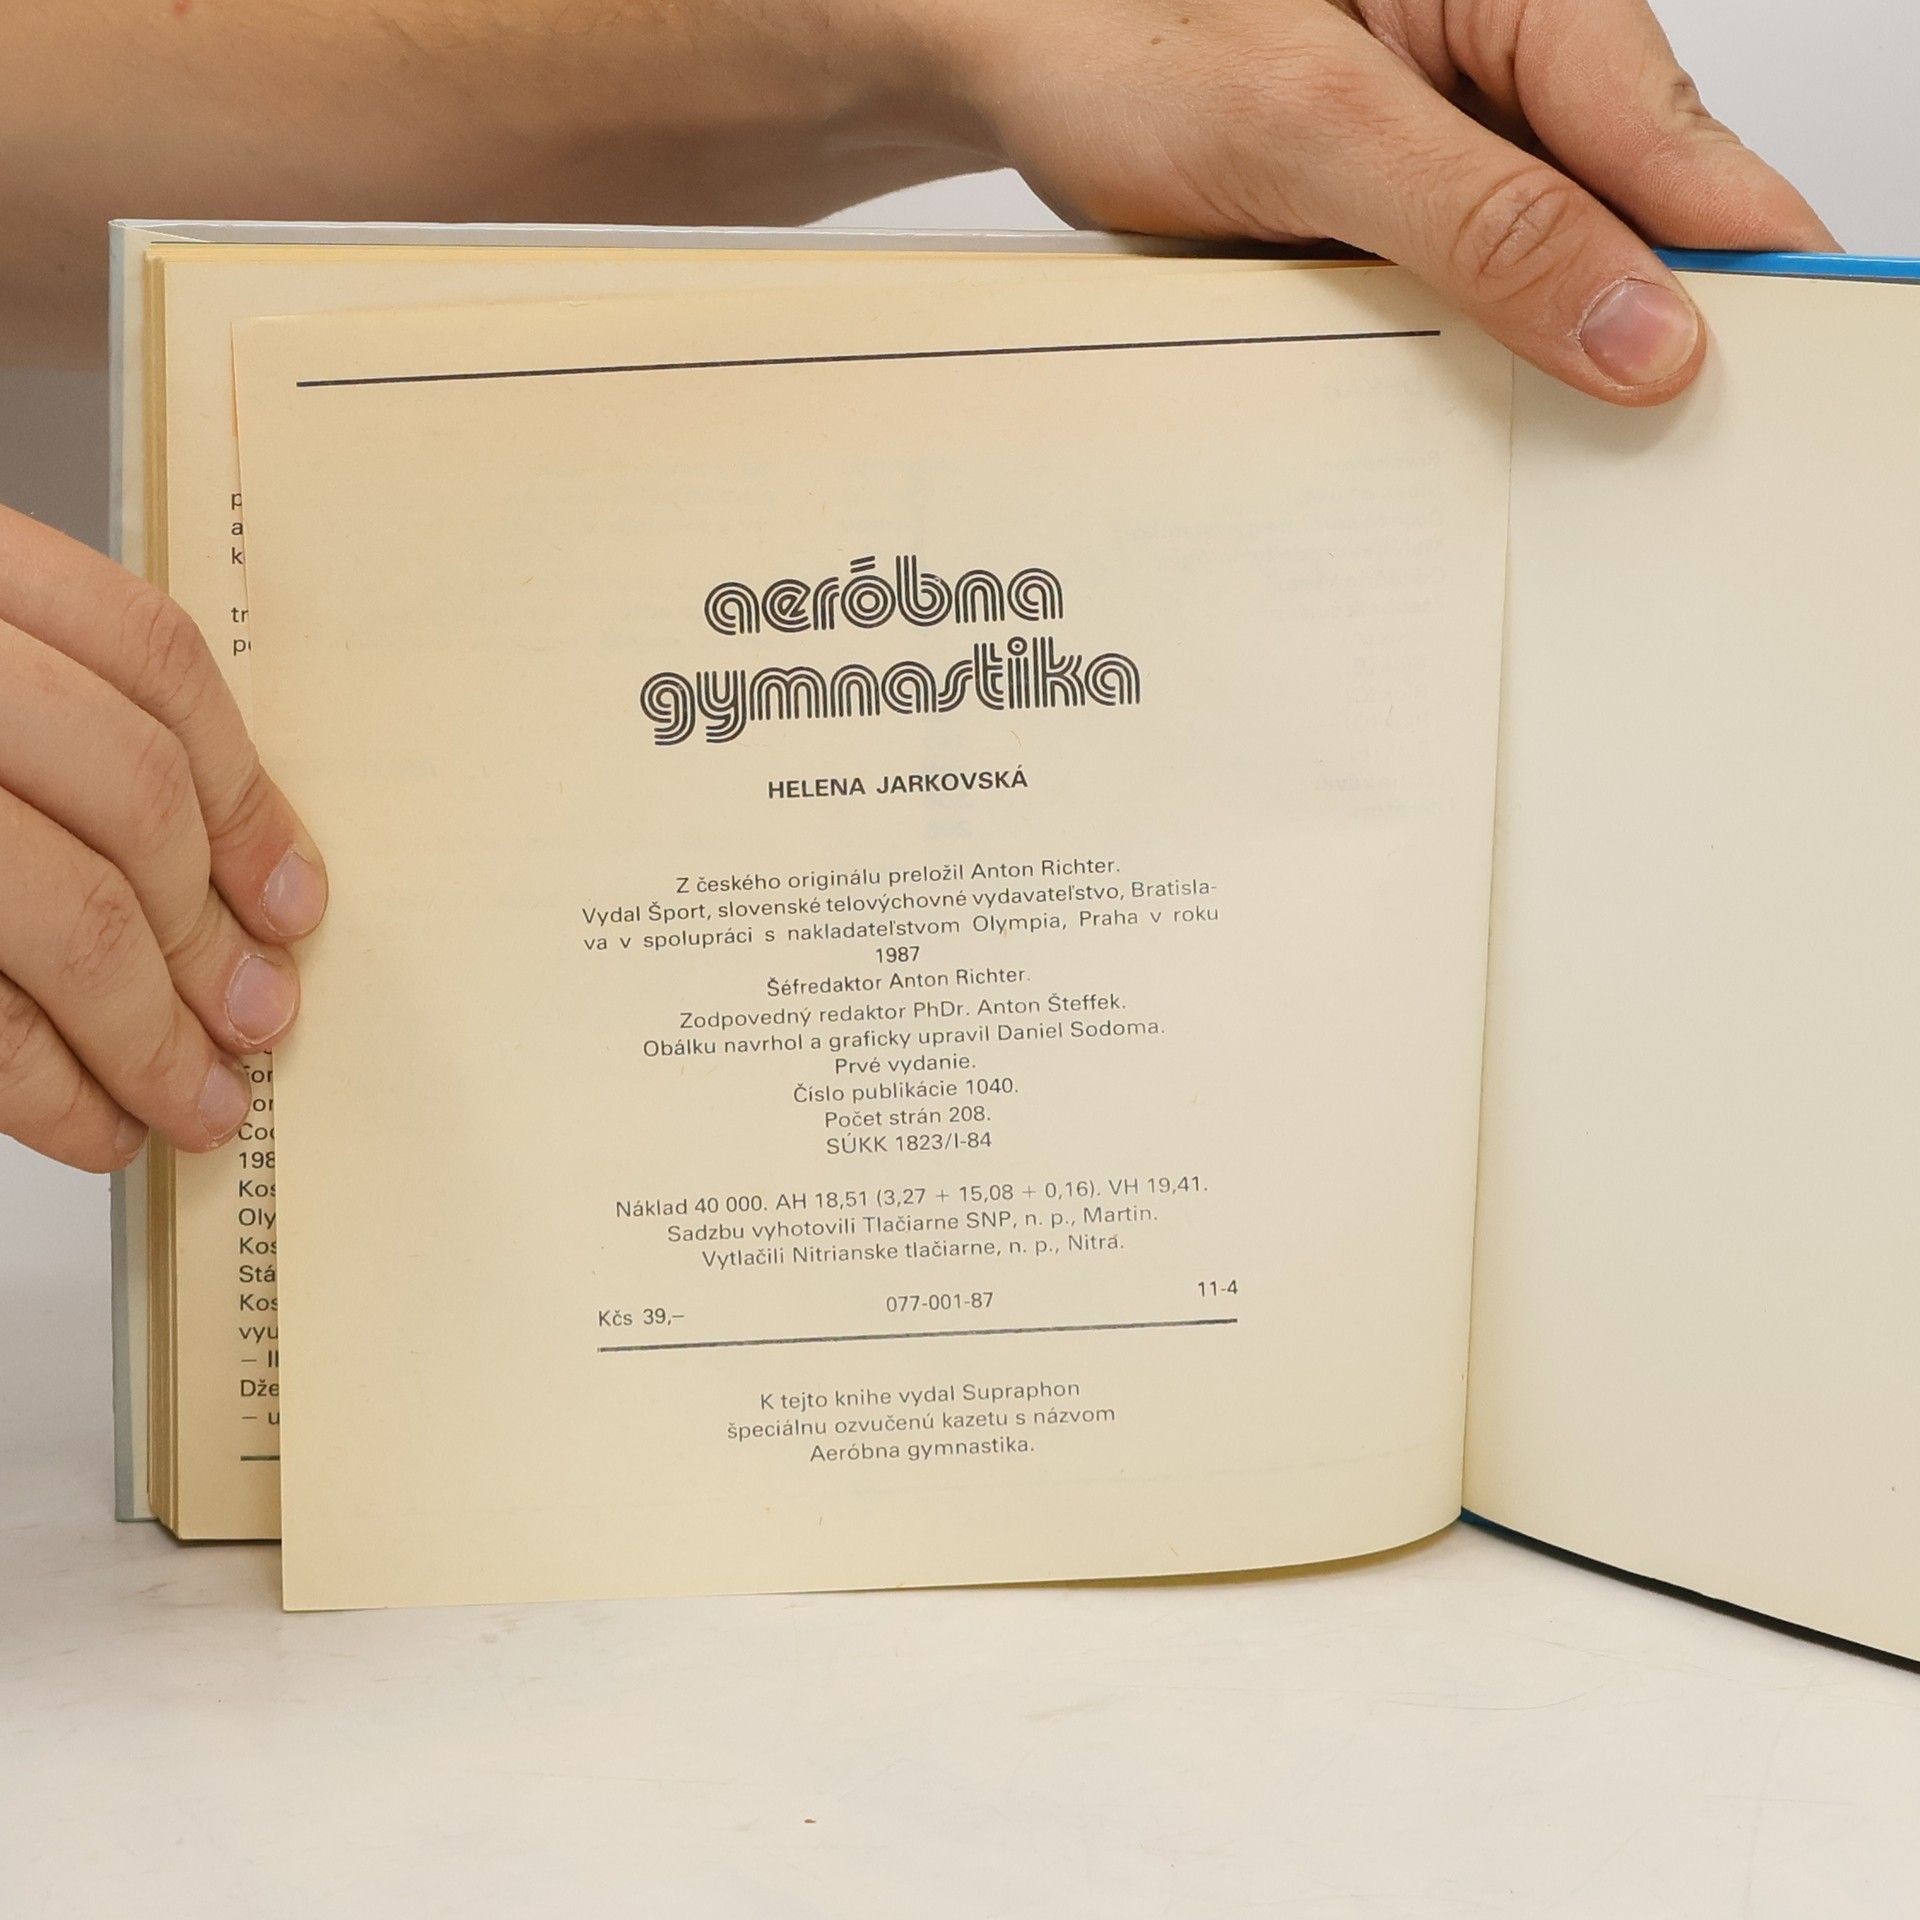 aeróbna
gymnastika
HELENA JARKOVSKÁ
Z českého originálu preložil Anton Richter.
Vydal Šport, slovenské telovýchovné vydavateľstvo, Bratisla-
va v spolupráci s nakladateľstvom Olympia, Praha v roku
1987
Šéfredaktor Anton Richter.
Zodpovedný redaktor PhDr. Anton Šteffek.
Obálku navrhol a graficky upravil Daniel Sodoma.
Prvé vydanie.
Číslo publikácie 1040.
Počet strán 208.
SÚKK 1823/I-84
Náklad 40 000. AH 18,51 (3,27 + 15,08 + 0,16). VH 19,41.
Sadzbu vyhotovili Tlačiarne SNP, n. p., Martin.
Vytlačili Nitrianske tlačiarne, n. p., Nitra.
Kčs 39,– 077-001-87 11-4
K tejto knihe vydal Supraphon
špeciálnu ozvučenú kazetu s názvom
Aeróbna gymnastika.